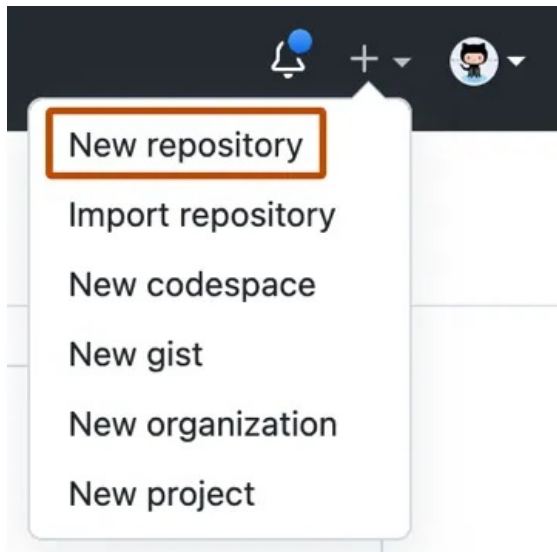 New repository
Import repository
New codespace
New gist
New organization
New project